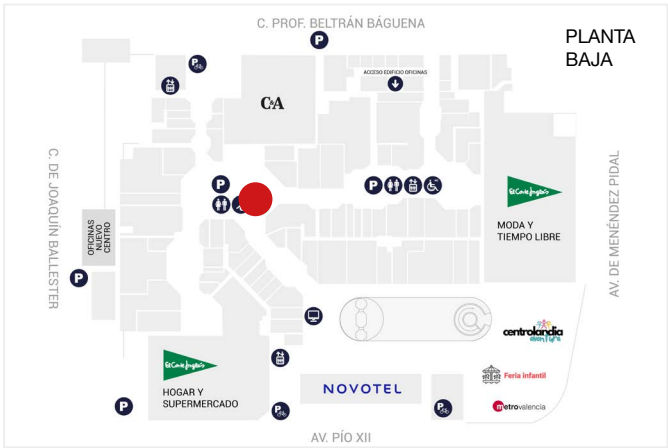 C. PROF. BELTRÁN BÁGUENA
PLANTA
BAJA
P
P
ACCESO EDIFICIO OFICINAS
C&A
C. DE JOAQUÍN BALLESTER
P
P
El Corte Inglés
AV. DE MENÉNDEZ PIDAL
MODA Y
TIEMPO LIBRE
OFICINAS
NUEVO
CENTRO
P
centrolandia
aventura
El Corte Inglés
Feria infantil
HOGAR Y
SUPERMERCADO
NOVOTEL
P
P
P
metrovalencia
AV. PÍO XII